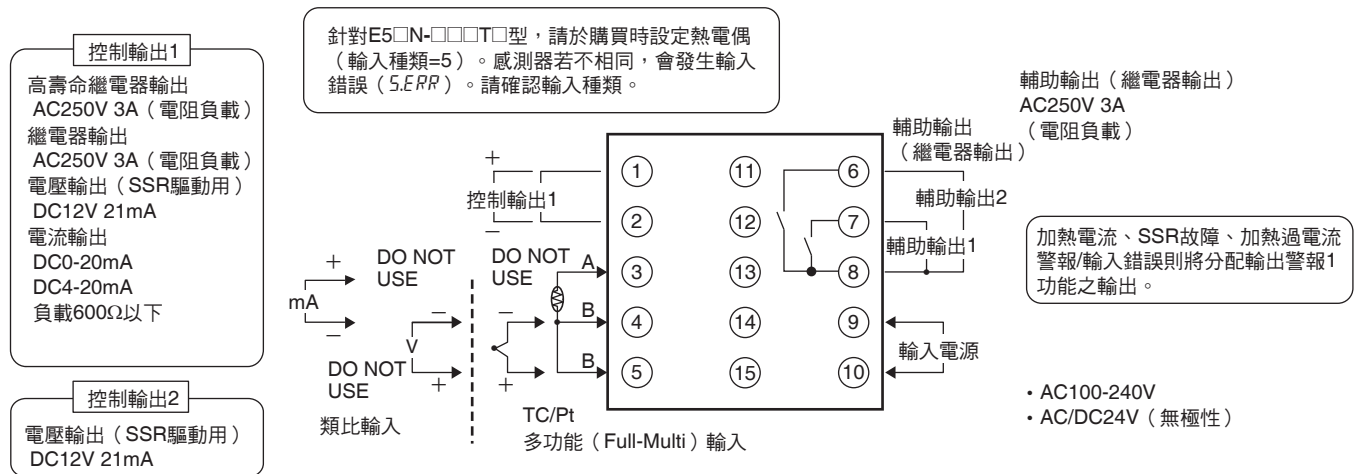 控制輸出1
高壽命繼電器輸出
AC250V 3A（電阻負載）
繼電器輸出
AC250V 3A（電阻負載）
電壓輸出（SSR驅動用）
DC12V 21mA
電流輸出
DC0-20mA
DC4-20mA
負載600Ω以下
控制輸出2
電壓輸出（SSR驅動用）
DC12V 21mA
針對E5□N-□□□T□型，請於購買時設定熱電偶
（輸入種類=5）。感測器若不相同，會發生輸入
錯誤（S.ERR）。請確認輸入種類。
+
控制輸出1
−
+
mA
−
DO NOT
USE
−
V
+
DO NOT
USE
類比輸入
DO NOT
USE
A
B
B
−
+
TC/Pt
多功能（Full-Multi）輸入
1
2
3
4
5
11
12
13
14
15
6
7
8
9
10
輔助輸出
（繼電器輸出）
輔助輸出2
輔助輸出1
輸入電源
輔助輸出（繼電器輸出）
AC250V 3A
（電阻負載）
加熱電流、SSR故障、加熱過電流
警報/輸入錯誤則將分配輸出警報1
功能之輸出。
・AC100-240V
・AC/DC24V（無極性）